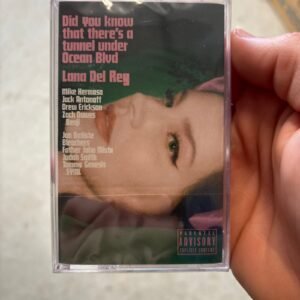 Did you know
that there's a
tunnel under
Ocean Blvd
Lana Del Rey
Mike Hermosa
Jack Antonoff
Drew Erickson
Zach Dawes
Benji
Jon Batiste
Bleachers
Father John Misty
Judah Smith
Tommy Genesis
SYML
PARENTAL
ADVISORY
EXPLICIT CONTENT